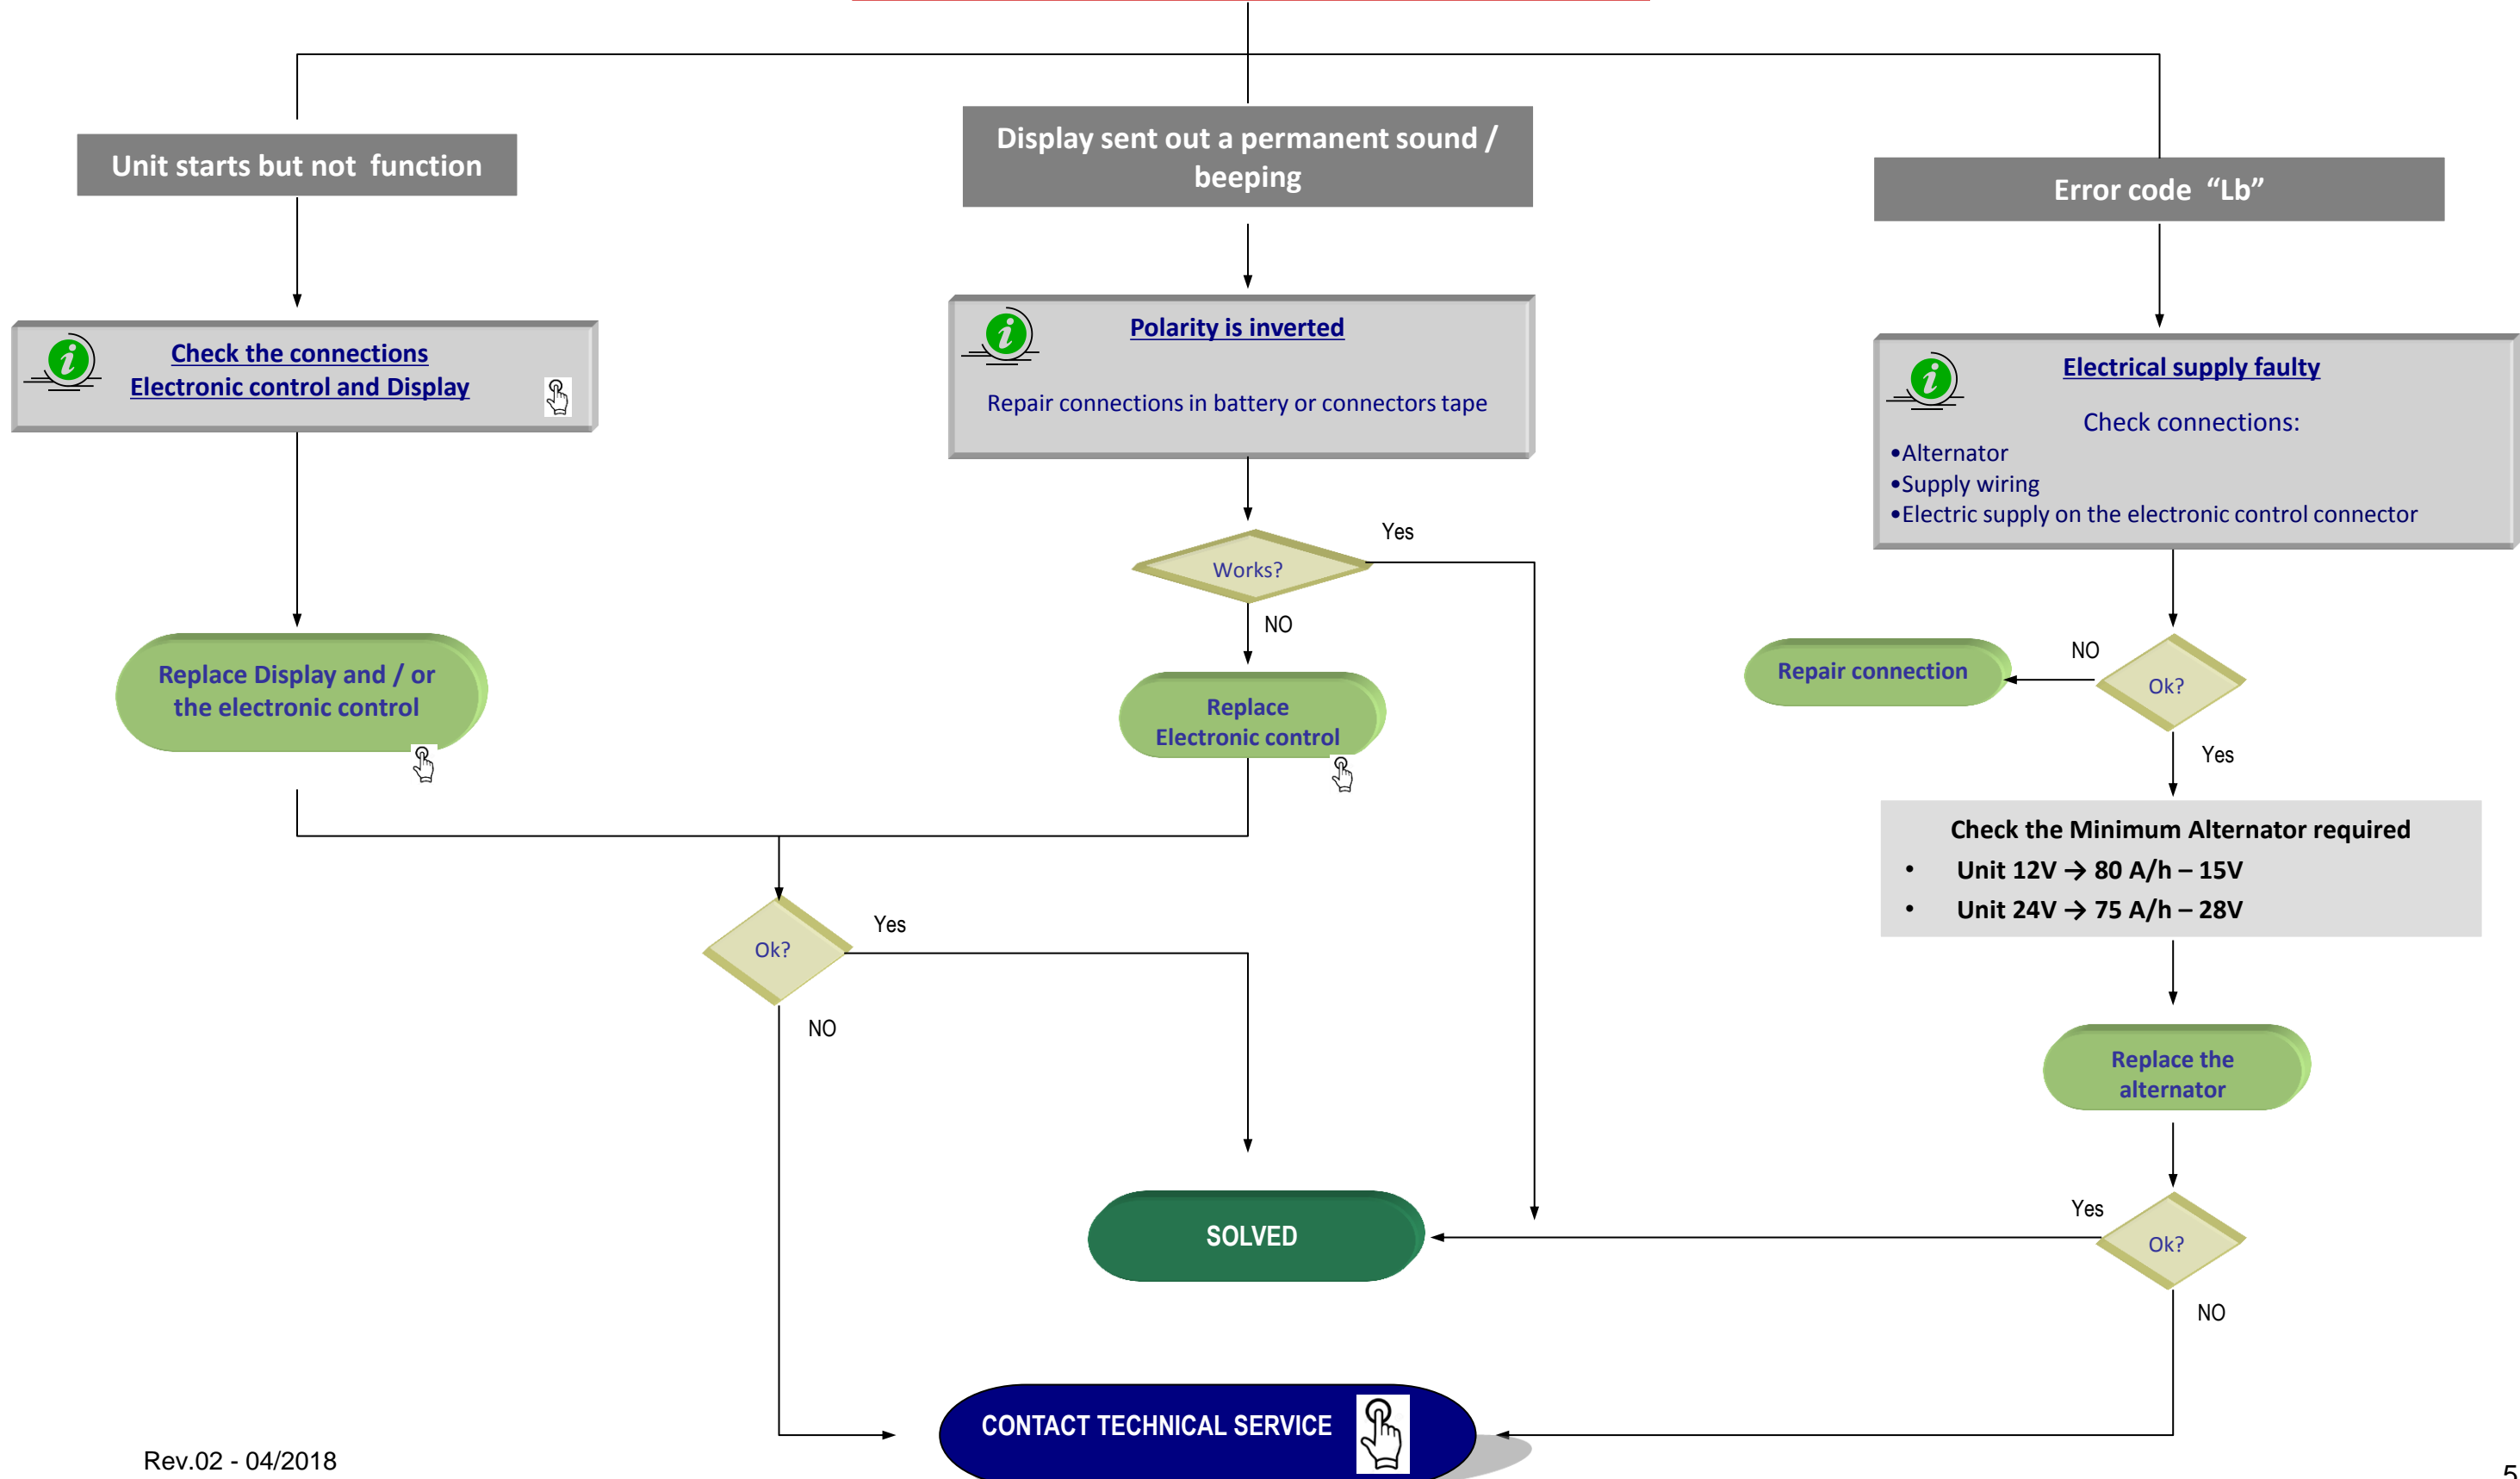 Unit starts but not  function
Display sent out a permanent sound /
beeping
Error code  “Lb”
Check the connections
Electronic control and Display
Polarity is inverted
Repair connections in battery or connectors tape
Electrical supply faulty
Check connections:
•Alternator
•Supply wiring
•Electric supply on the electronic control connector
Works?
Yes
NO
Replace Display and / or
the electronic control
Replace
Electronic control
Repair connection
NO
Ok?
Yes
Check the Minimum Alternator required
• Unit 12V → 80 A/h – 15V
• Unit 24V → 75 A/h – 28V
Ok?
Yes
NO
Replace the
alternator
SOLVED
Yes
Ok?
NO
CONTACT TECHNICAL SERVICE
Rev.02 - 04/2018
5